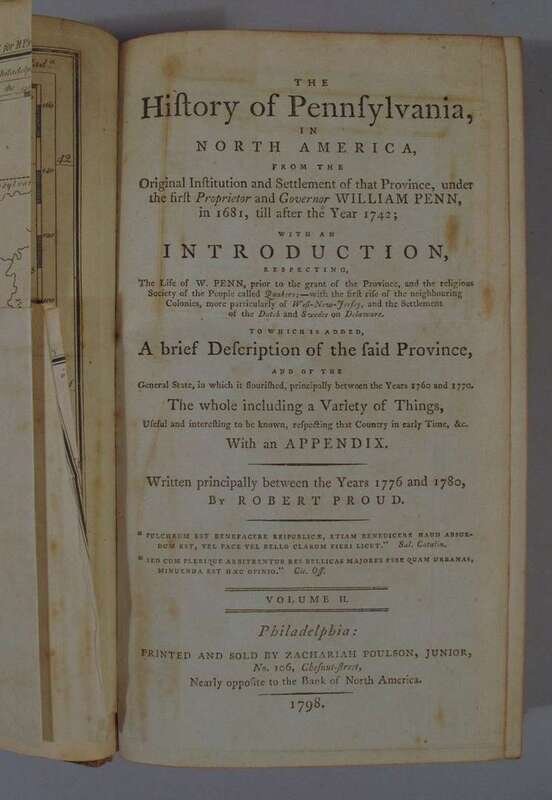 for H.P
hiladelp
the
42
THE
Hiſtory of Pennſylvania,
IN
NORTH AMERICA,
FROM THE
Original Inſtitution and Settlement of that Province, under
the firſt Proprietor and Governor WILLIAM PENN,
in 1681, till after the Year 1742;
WITH AN
INTRODUCTION,
RESPECTING,
The Life of W. PENN, prior to the grant of the Province, and the religious
Society of the People called Quakers;—with the firſt riſe of the neighbouring
Colonies, more particularly of Weſt-New-Jerſey, and the Settlement
of the Dutch and Swedes on Delaware.
TO WHICH IS ADDED,
A brief Deſcription of the ſaid Province,
AND OF THE
General State, in which it flouriſhed, principally between the Years 1760 and 1770.
The whole including a Variety of Things,
Uſeful and intereſting to be known, reſpecting that Country in early Time, &c.
With an APPENDIX.
Written principally between the Years 1776 and 1780,
BY ROBERT PROUD.
"PULCHRUM EST BENEFACERE REIPUBLICÆ, ETIAM BENEDICERE HAUD ABSUR-
DUM EST, VEL PACE VEL BELLO CLARUM FIERI LICET." Sal. Catalin.
"SED CUM PLERIQUE ARBITRENTUR RES BELLICAS MAJORES ESSE QUAM URBANAS,
MINUENDA EST HÆC OPINIO." Cic. Off.
VOLUME II.
Philadelphia:
PRINTED AND SOLD BY ZACHARIAH POULSON, JUNIOR,
No. 106, Cheſnut-ſtreet,
Nearly oppoſite to the Bank of North America.
1798.